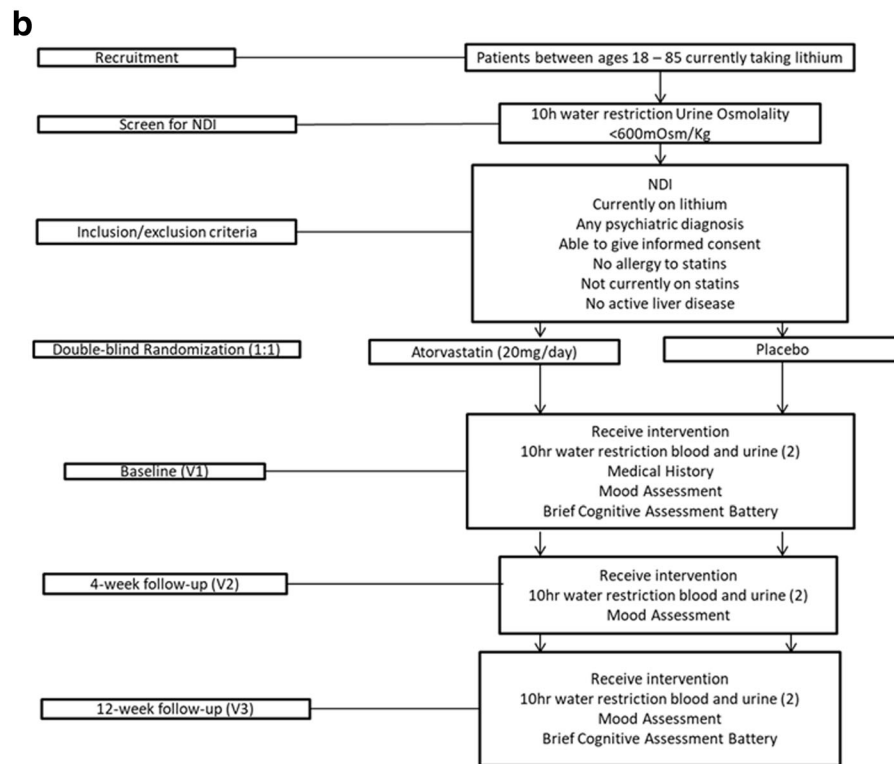 b
Recruitment
Patients between ages 18 – 85 currently taking lithium
Screen for NDI
10h water restriction Urine Osmolality
<600mOsm/Kg
Inclusion/exclusion criteria
NDI
Currently on lithium
Any psychiatric diagnosis
Able to give informed consent
No allergy to statins
Not currently on statins
No active liver disease
Double-blind Randomization (1:1)
Atorvastatin (20mg/day)
Placebo
Baseline (V1)
Receive intervention
10hr water restriction blood and urine (2)
Medical History
Mood Assessment
Brief Cognitive Assessment Battery
4-week follow-up (V2)
Receive intervention
10hr water restriction blood and urine (2)
Mood Assessment
12-week follow-up (V3)
Receive intervention
10hr water restriction blood and urine (2)
Mood Assessment
Brief Cognitive Assessment Battery